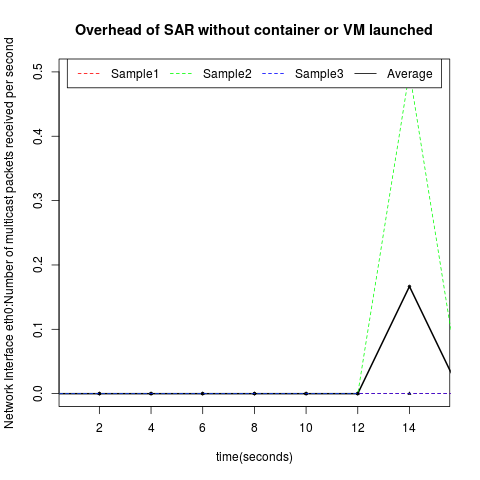 Overhead of SAR without container or VM launched
Sample1 Sample2 Sample3 Average
Network Interface eth0:Number of multicast packets received per second
0.5
0.4
0.3
0.2
0.1
0.0
2 4 6 8 10 12 14
time(seconds)